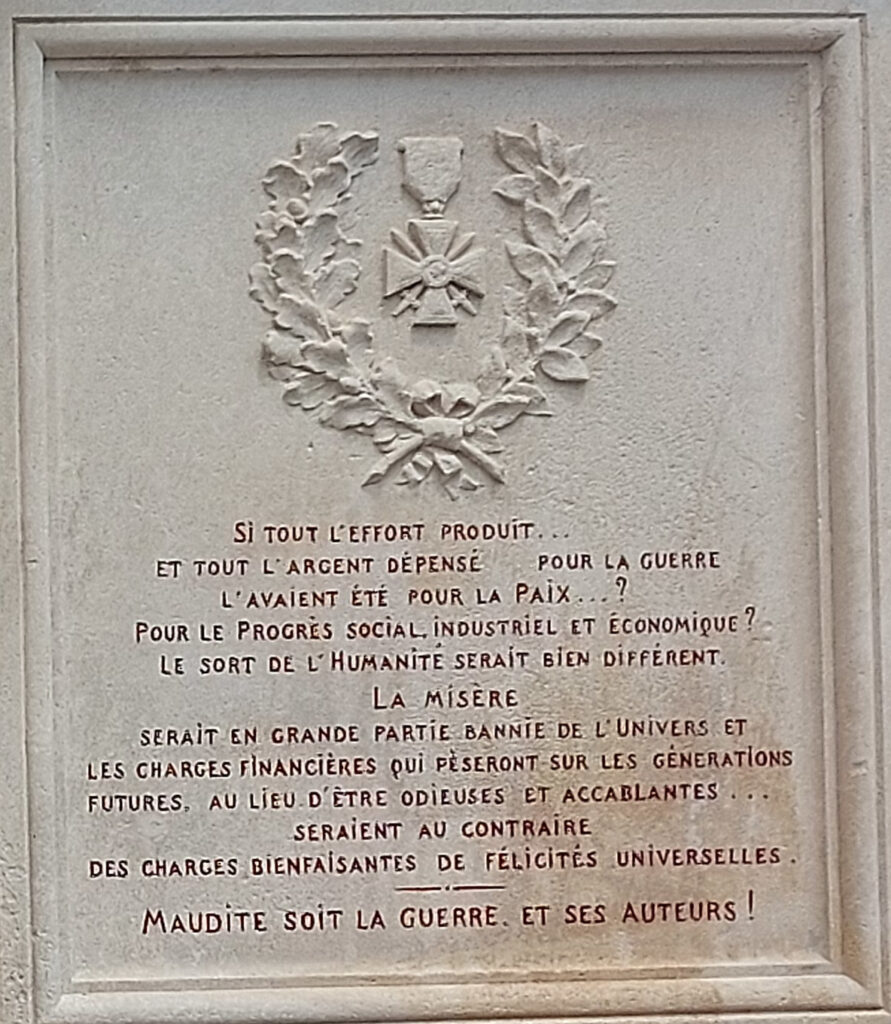 Si TOUT L'EFFORT PRODUIT...
ET TOUT L'ARGENT DÉPENSÉ POUR LA GUERRE
L'AVAIENT ÉTÉ POUR LA PAIX...?
POUR LE PROGRÈS SOCIAL, INDUSTRIEL ET ÉCONOMIQUE?
LE SORT DE L'HUMANITÉ SERAIT BIEN DIFFÉRENT.
LA MISÈRE
SERAIT EN GRANDE PARTIE BANNIE DE L'UNIVERS ET
LES CHARGES FINANCIÈRES QUI PÈSERONT SUR LES GÉNÉRATIONS
FUTURES, AU LIEU D'ÊTRE ODIEUSES ET ACCABLANTES...
SERAIENT AU CONTRAIRE
DES CHARGES BIENFAISANTES DE FÉLICITÉS UNIVERSELLES.
MAUDITE SOIT LA GUERRE. ET SES AUTEURS!